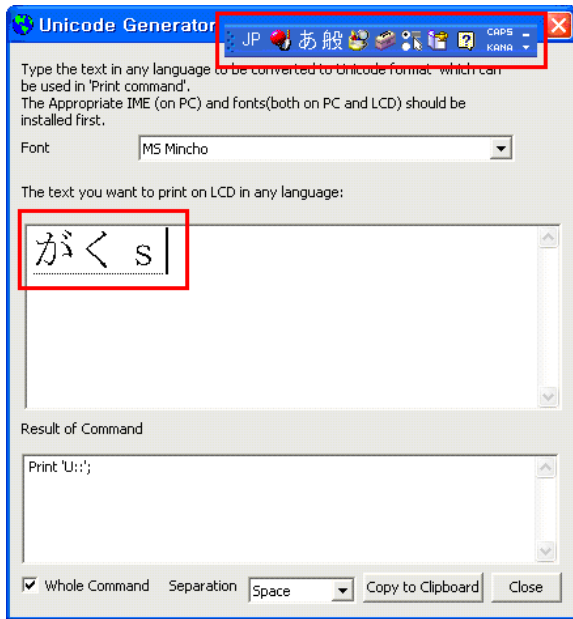 Unicode Generator
JP あ 般 CAPS KANA
Type the text in any language to be converted to Unicode format which can
be used in 'Print command'.
The Appropriate IME (on PC) and fonts(both on PC and LCD) should be
installed first.
Font MS Mincho
The text you want to print on LCD in any language:
がくｓ
Result of Command
Print 'U::';
Whole Command Separation Space Copy to Clipboard Close